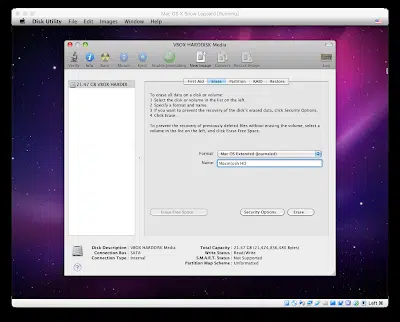 Mac OS X Snow Leopard [Running]
Disk Utility File Edit Images Window Help
VBOX HARDDISK Media
Verify Info Burn
New Image Convert Resize Image
21.47 GB VBOX HARDDIS
First Aid Erase Partition RAID Restore
To erase all data on a disk or volume:
1 Select the disk or volume in the list on the left.
2 Specify a format and name.
3 If you want to prevent the recovery of the disk's erased data, click Security Options.
4 Click Erase.
To prevent the recovery of previously deleted files without erasing the volume, select a
volume in the list on the left, and click Erase Free Space.
Format: Mac OS Extended (Journaled)
Name: Macintosh HD
Erase Free Space... Security Options... Erase...
Disk Description : VBOX HARDDISK Media
Connection Bus : SATA
Connection Type : Internal
Total Capacity : 21.47 GB (21,474,836,480 Bytes)
Write Status : Read/Write
S.M.A.R.T. Status : Not Supported
Partition Map Scheme : Unformatted
Left ⌘